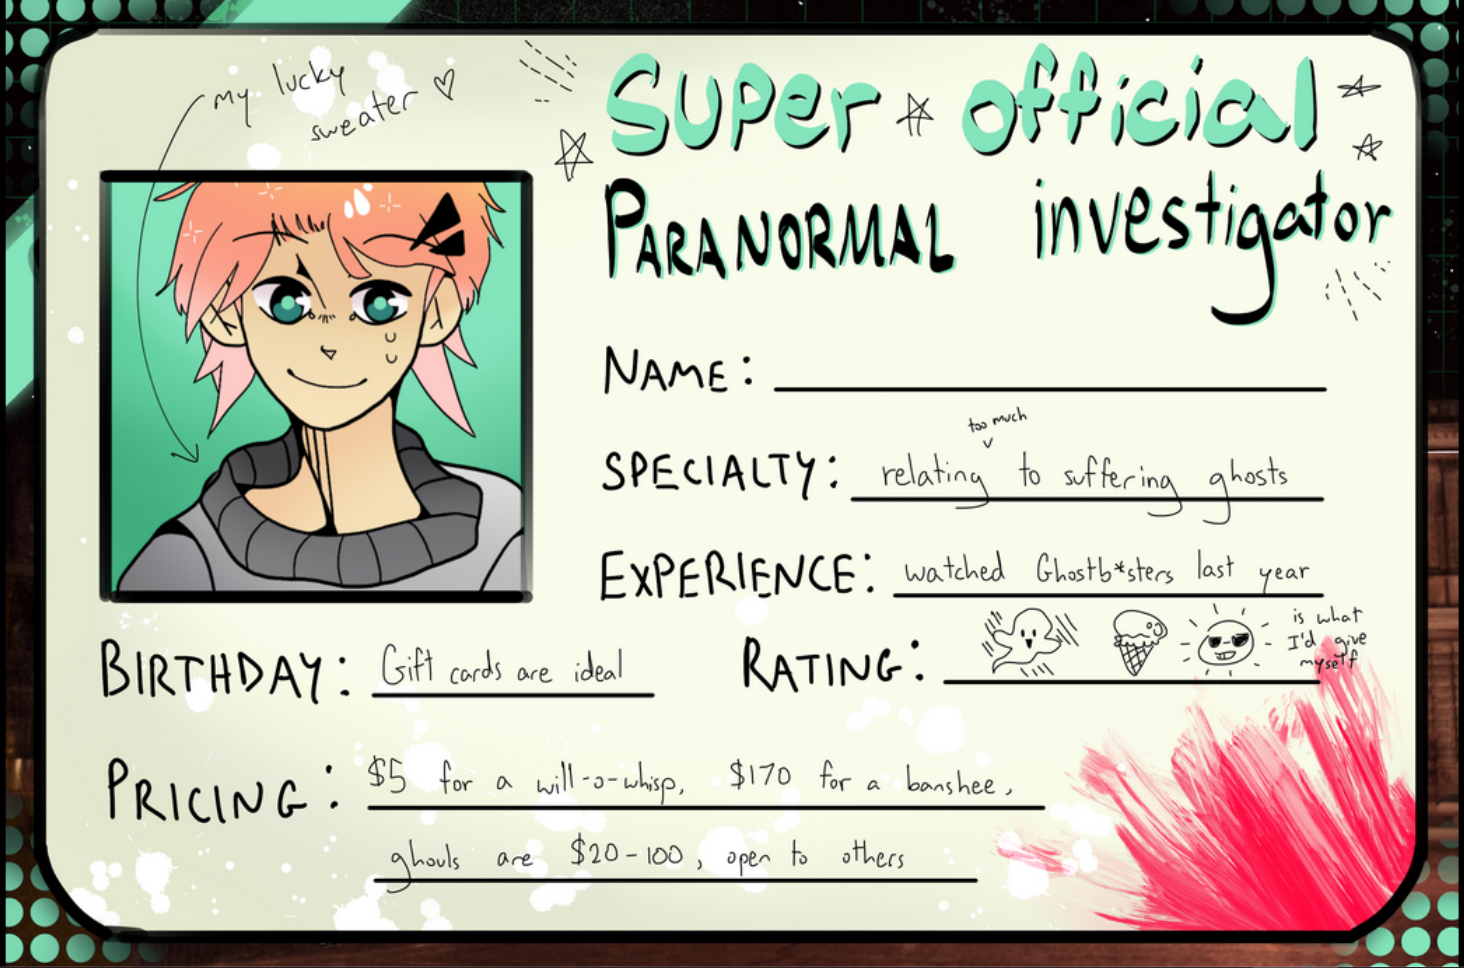 my lucky
sweater
Super official
PARANORMAL investigator
NAME:
too much
SPECIALTY: relating to suffering ghosts
EXPERIENCE: watched Ghostb*sters last year
BIRTHDAY: Gift cards are ideal
RATING: is what
I'd give
myself
PRICING: $5 for a will-o-whisp, $170 for a banshee,
ghouls are $20-100, open to others